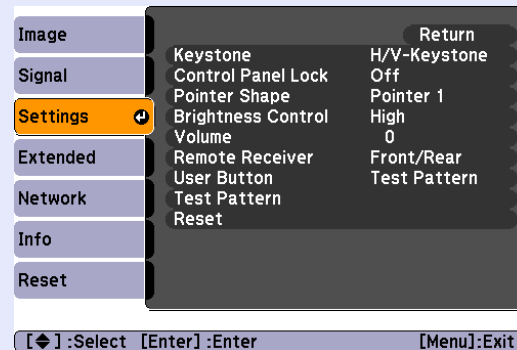 Image
Signal
Settings
Extended
Network
Info
Reset
Return
Keystone H/V-Keystone
Control Panel Lock Off
Pointer Shape Pointer 1
Brightness Control High
Volume 0
Remote Receiver Front/Rear
User Button Test Pattern
Test Pattern
Reset
[◆] :Select [Enter] :Enter [Menu]:Exit